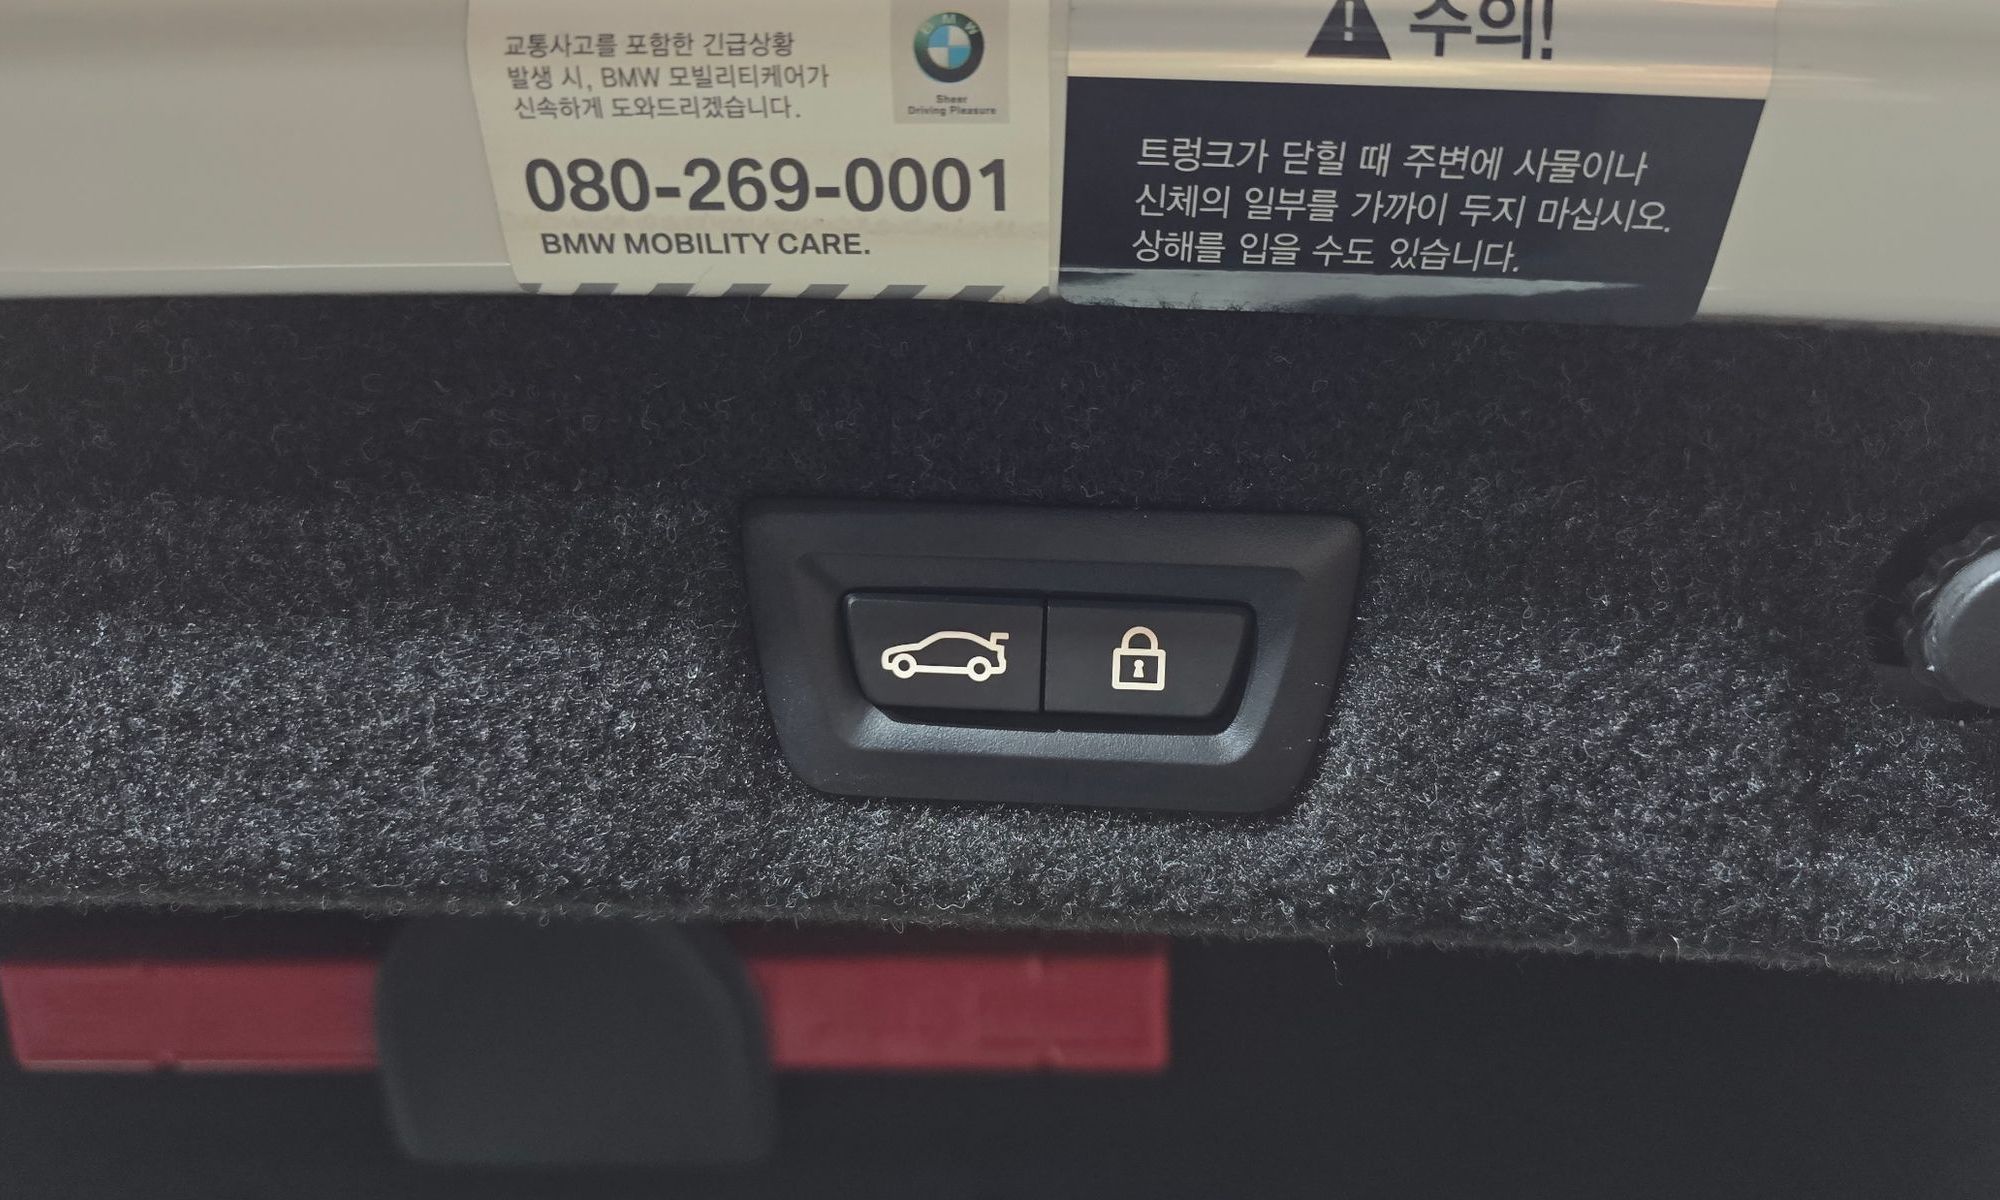 교통사고를 포함한 긴급상황
발생 시, BMW 모빌리티케어가
신속하게 도와드리겠습니다.
BMW
Sheer
Driving Pleasure
080-269-0001
BMW MOBILITY CARE.
주의!
트렁크가 닫힐 때 주변에 사물이나
신체의 일부를 가까이 두지 마십시오.
상해를 입을 수도 있습니다.